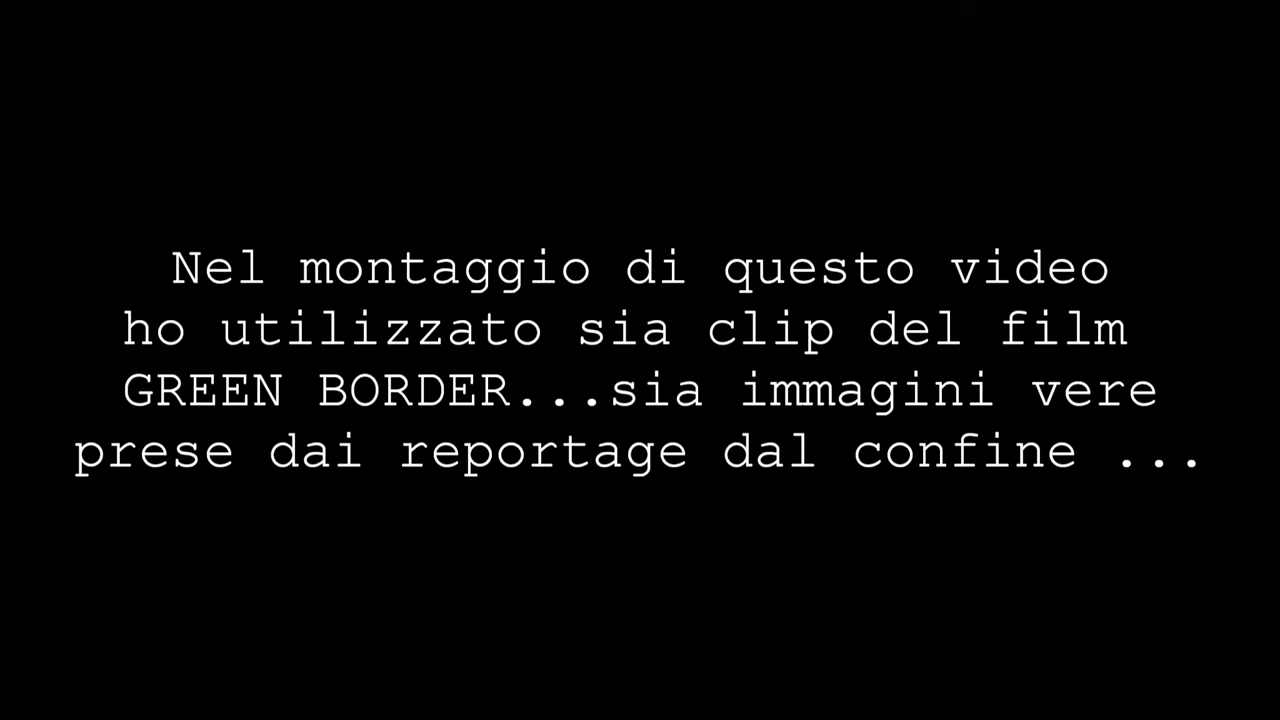 Nel montaggio di questo video
ho utilizzato sia clip del film
GREEN BORDER...sia immagini vere
prese dai reportage dal confine ...